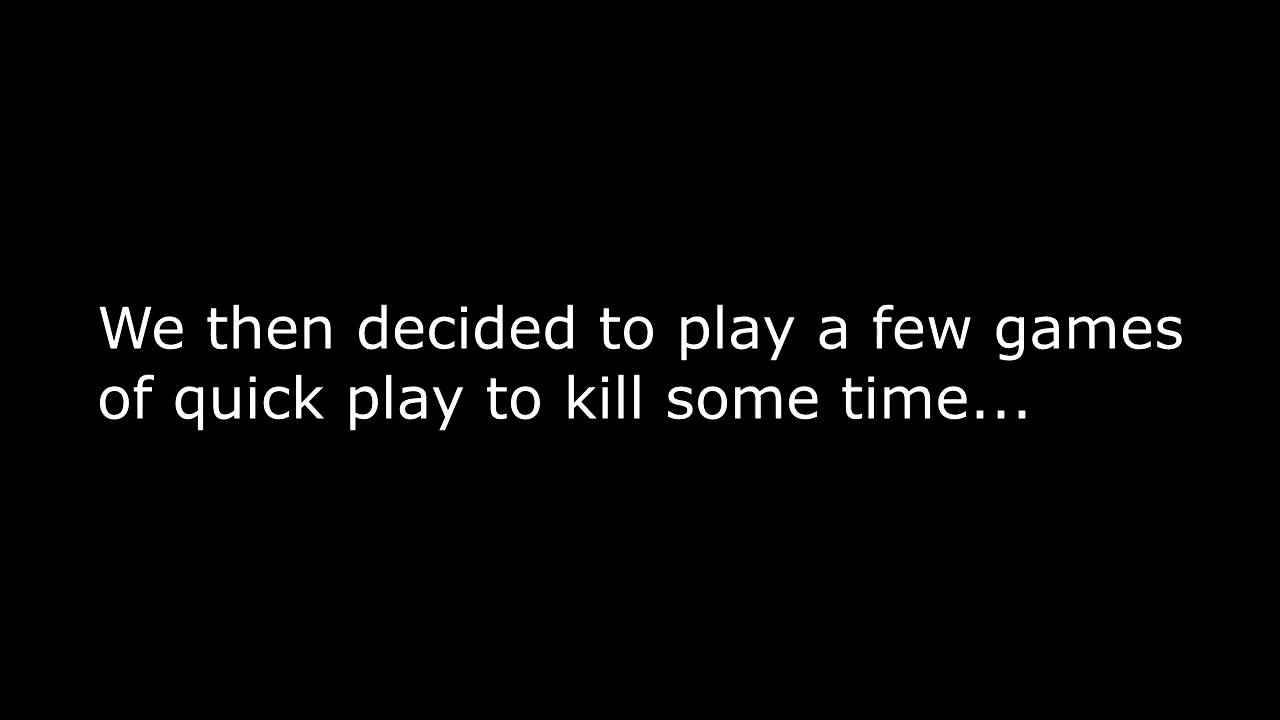 We then decided to play a few games
of quick play to kill some time...